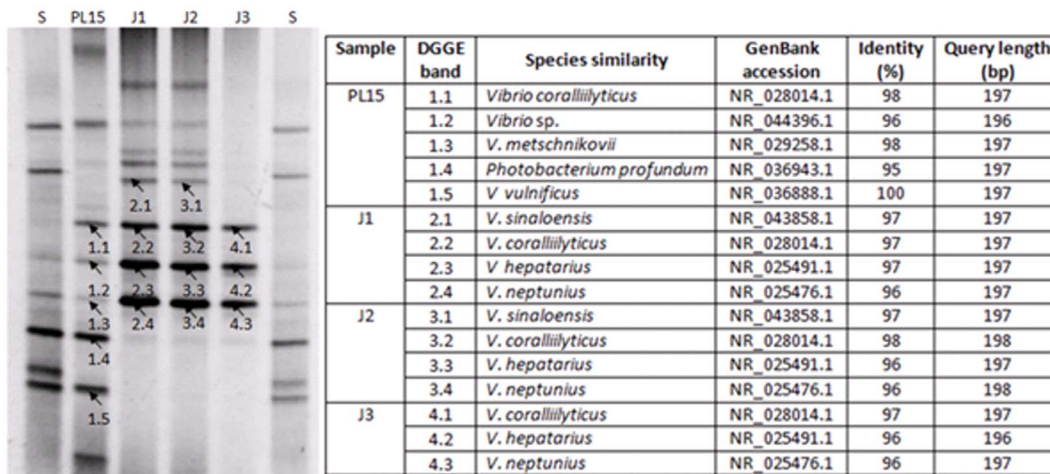 S PL15 J1 J2 J3 S
2.1 3.1
1.1 2.2 3.2 4.1
1.2 2.3 3.3 4.2
1.3 2.4 3.4 4.3
1.4
1.5
Sample DGGE band Species similarity GenBank accession Identity (%) Query length (bp)
PL15 1.1 Vibrio coralliilyticus NR_028014.1 98 197
1.2 Vibrio sp. NR_044396.1 96 196
1.3 V. metschnikovii NR_029258.1 98 197
1.4 Photobacterium profundum NR_036943.1 95 197
1.5 V vulnificus NR_036888.1 100 197
J1 2.1 V. sinaloensis NR_043858.1 97 197
2.2 V. coralliilyticus NR_028014.1 97 197
2.3 V hepatarius NR_025491.1 96 197
2.4 V. neptunius NR_025476.1 96 197
J2 3.1 V. sinaloensis NR_043858.1 97 197
3.2 V. coralliilyticus NR_028014.1 98 198
3.3 V. hepatarius NR_025491.1 96 197
3.4 V. neptunius NR_025476.1 96 198
J3 4.1 V. coralliilyticus NR_028014.1 97 197
4.2 V. hepatarius NR_025491.1 96 196
4.3 V. neptunius NR_025476.1 96 197